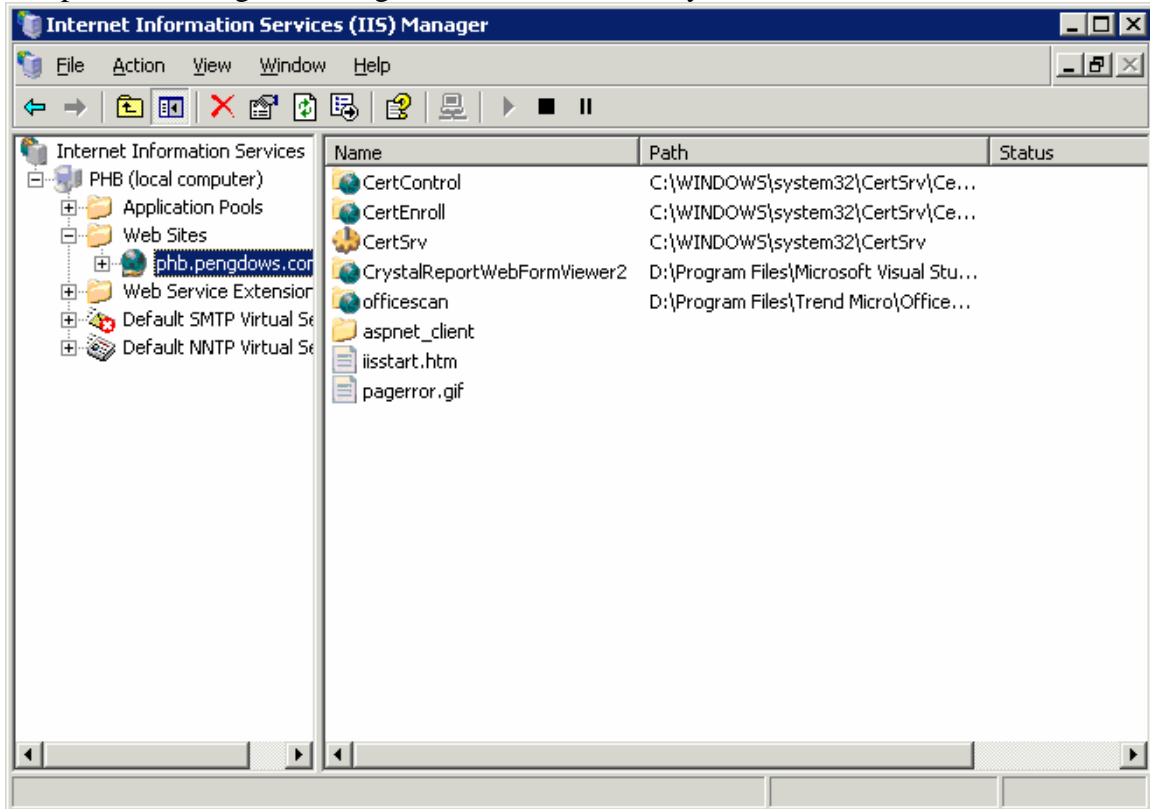 Internet Information Services (IIS) Manager
File Action View Window Help
Internet Information Services
PHB (local computer)
Application Pools
Web Sites
phb.pengdows.con
Web Service Extension
Default SMTP Virtual Se
Default NNTP Virtual Se
Name Path Status
CertControl C:\WINDOWS\system32\CertSrv\Ce...
CertEnroll C:\WINDOWS\system32\CertSrv\Ce...
CertSrv C:\WINDOWS\system32\CertSrv
CrystalReportWebFormViewer2 D:\Program Files\Microsoft Visual Stu...
officescan D:\Program Files\Trend Micro\Office...
aspnet_client
iisstart.htm
pagerror.gif